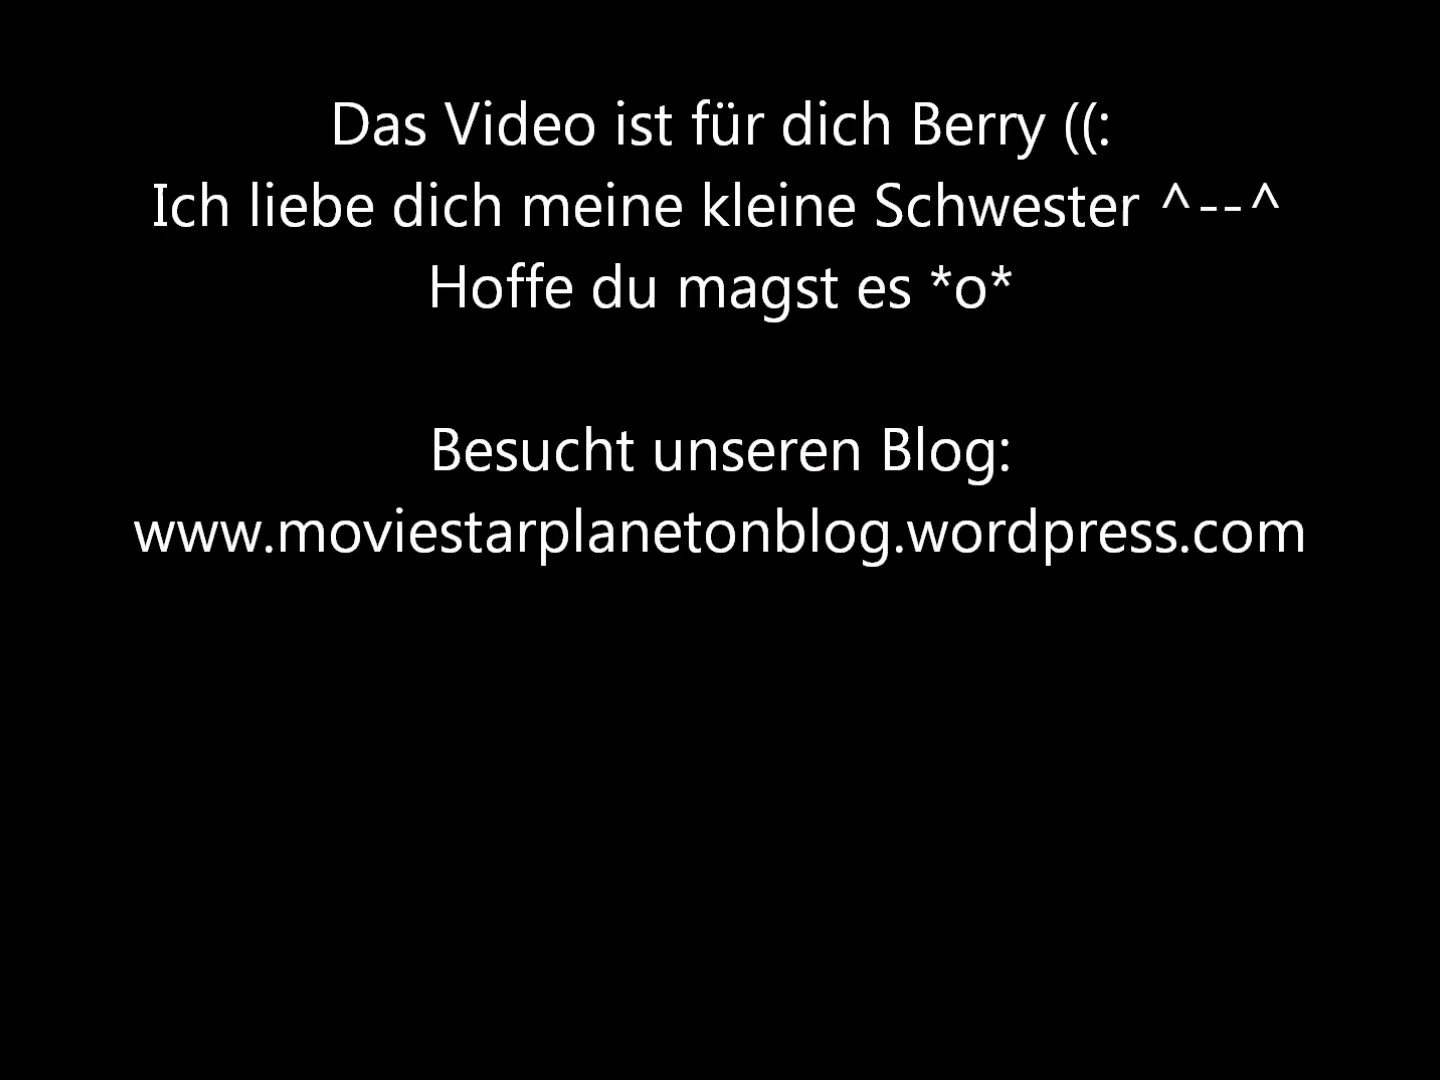 Das Video ist für dich Berry ((:
Ich liebe dich meine kleine Schwester ^--^
Hoffe du magst es *o*
Besucht unseren Blog:
www.moviestarplanetonblog.wordpress.com